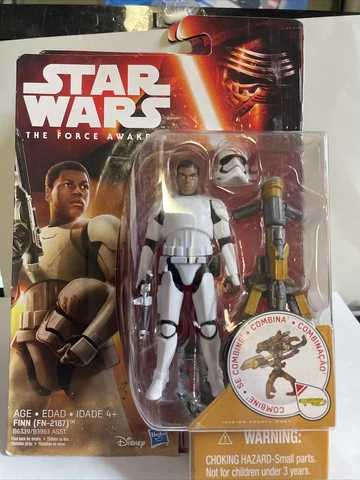 STAR
WARS
THE FORCE AWAKE
COMBINE • SE COMBINE • COMBINA • COMBINAÇÃO
AGE • EDAD • IDADE 4+
FINN (FN-2187)
B6339/B3963 ASST.
Disney
Hasbro
WARNING:
CHOKING HAZARD-Small parts.
Not for children under 3 years.